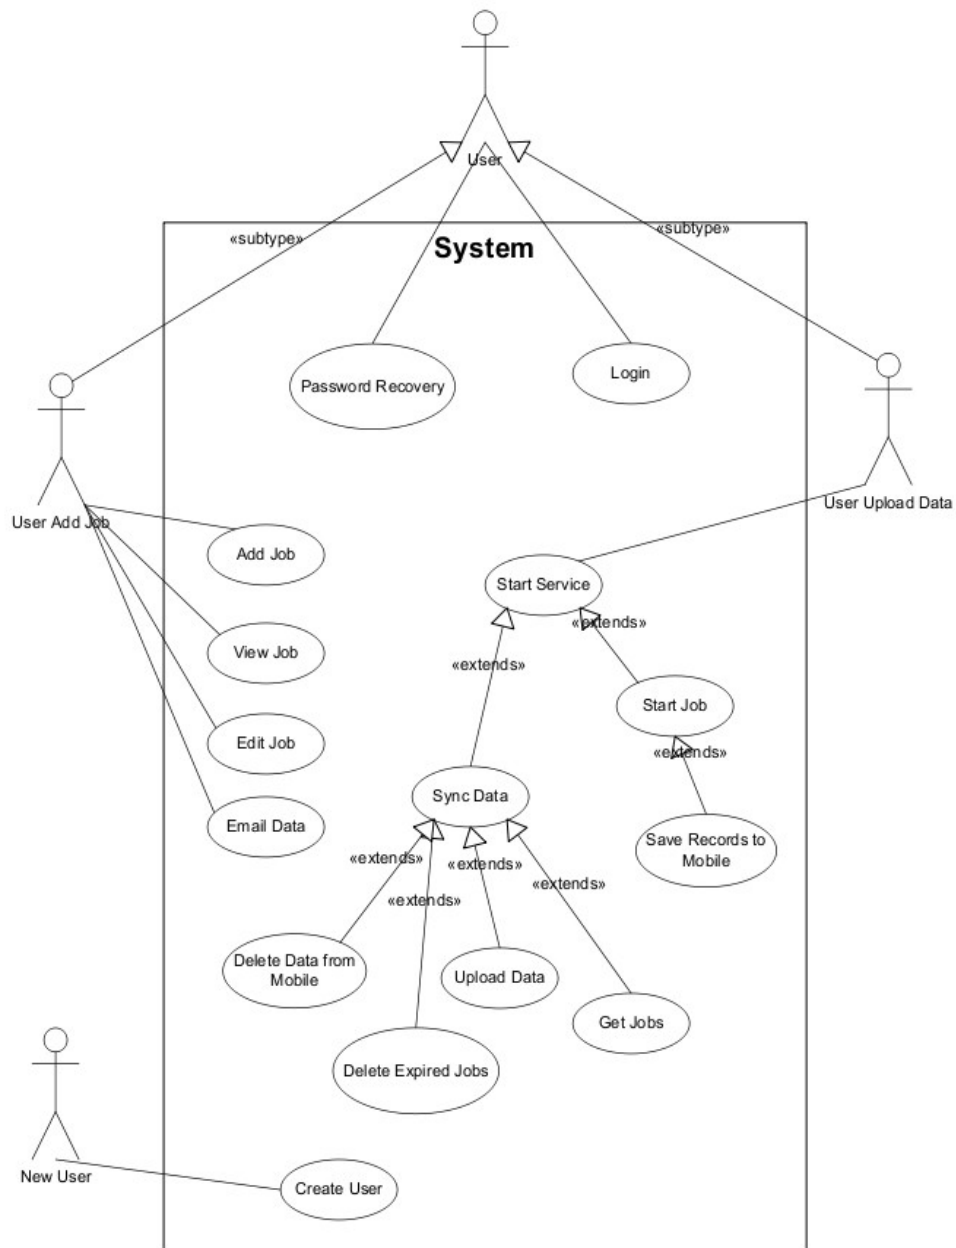 User
«subtype»
«subtype»
System
Password Recovery
Login
User Add Job
User Upload Data
Add Job
Start Service
«extends»
View Job
«extends»
Start Job
Edit Job
«extends»
Sync Data
Email Data
Save Records to
Mobile
«extends»
«extends»
«extends»
«extends»
Delete Data from
Mobile
Upload Data
Get Jobs
Delete Expired Jobs
New User
Create User